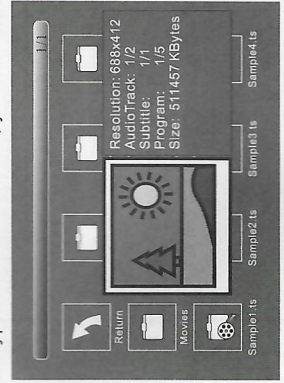 1/1
Return
Movies
Resolution: 688x412
AudioTrack: 1/2
Subtitle: 1/1
Program: 1/5
Size: 511457 KBytes
Sample1.ts
Sample2.ts
Sample3.ts
Sample4.ts